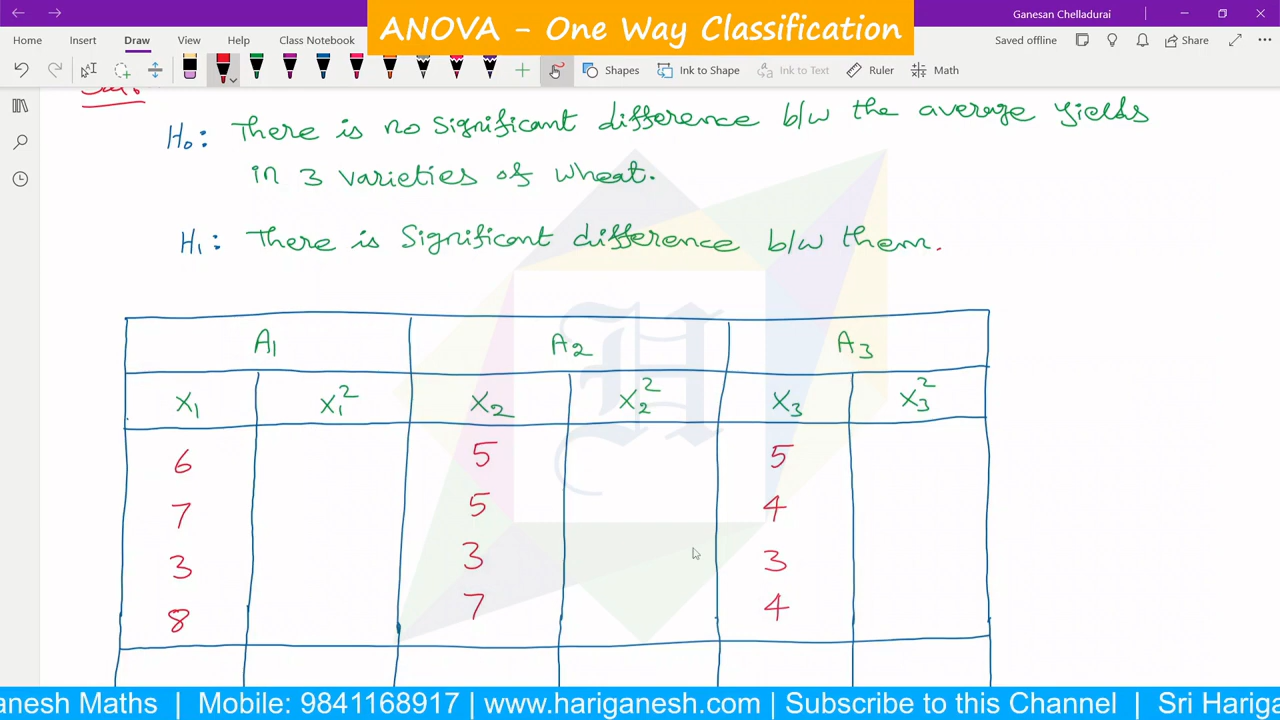 Ganesan Chelladurai
ANOVA - One Way Classification
Home Insert Draw View Help Class Notebook Saved offline Share
Shapes Ink to Shape Ink to Text Ruler Math
H₀: There is no significant difference b/w the average yields
in 3 varieties of wheat.
H₁: There is Significant difference b/w them.
A₁ A₂ A₃
X₁ X₁² X₂ X₂² X₃ X₃²
6 5 5
7 5 4
3 3 3
8 7 4
anesh Maths | Mobile: 9841168917 | www.hariganesh.com | Subscribe to this Channel | Sri Hariga